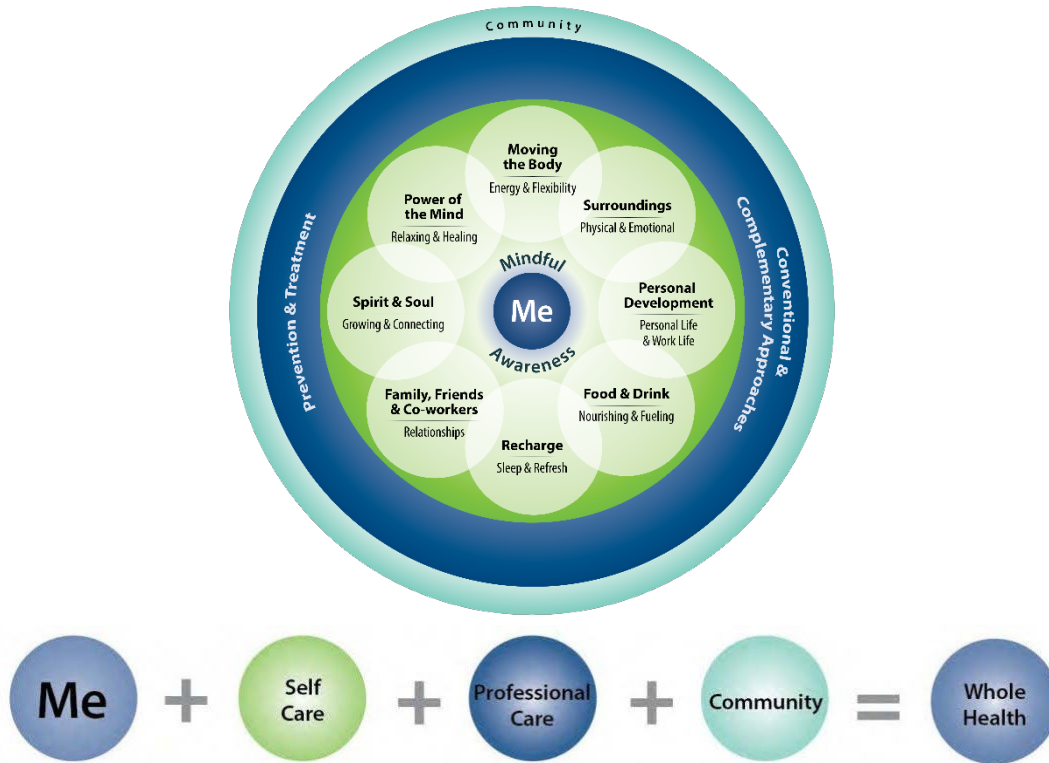 Community
Moving
the Body
Energy & Flexibility
Surroundings
Physical & Emotional
Personal
Development
Personal Life
& Work Life
Food & Drink
Nourishing & Fueling
Recharge
Sleep & Refresh
Family, Friends
& Co-workers
Relationships
Spirit & Soul
Growing & Connecting
Power of
the Mind
Relaxing & Healing
Mindful
Me
Awareness
Prevention & Treatment
Conventional &
Complementary Approaches
Me
+
Self
Care
+
Professional
Care
+
Community
=
Whole
Health